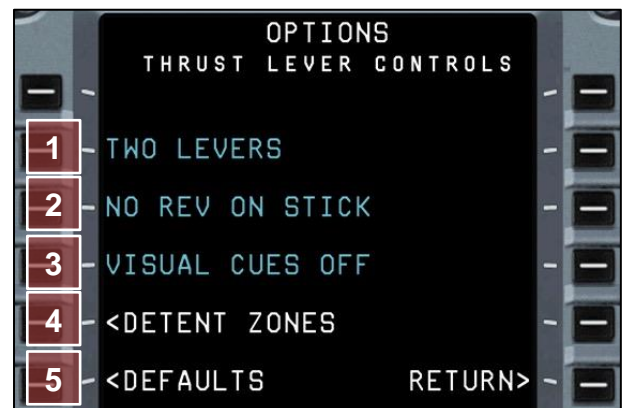 OPTIONS
THRUST LEVER CONTROLS
1 TWO LEVERS
2 NO REV ON STICK
3 VISUAL CUES OFF
4 <DETENT ZONES
5 <DEFAULTS RETURN>